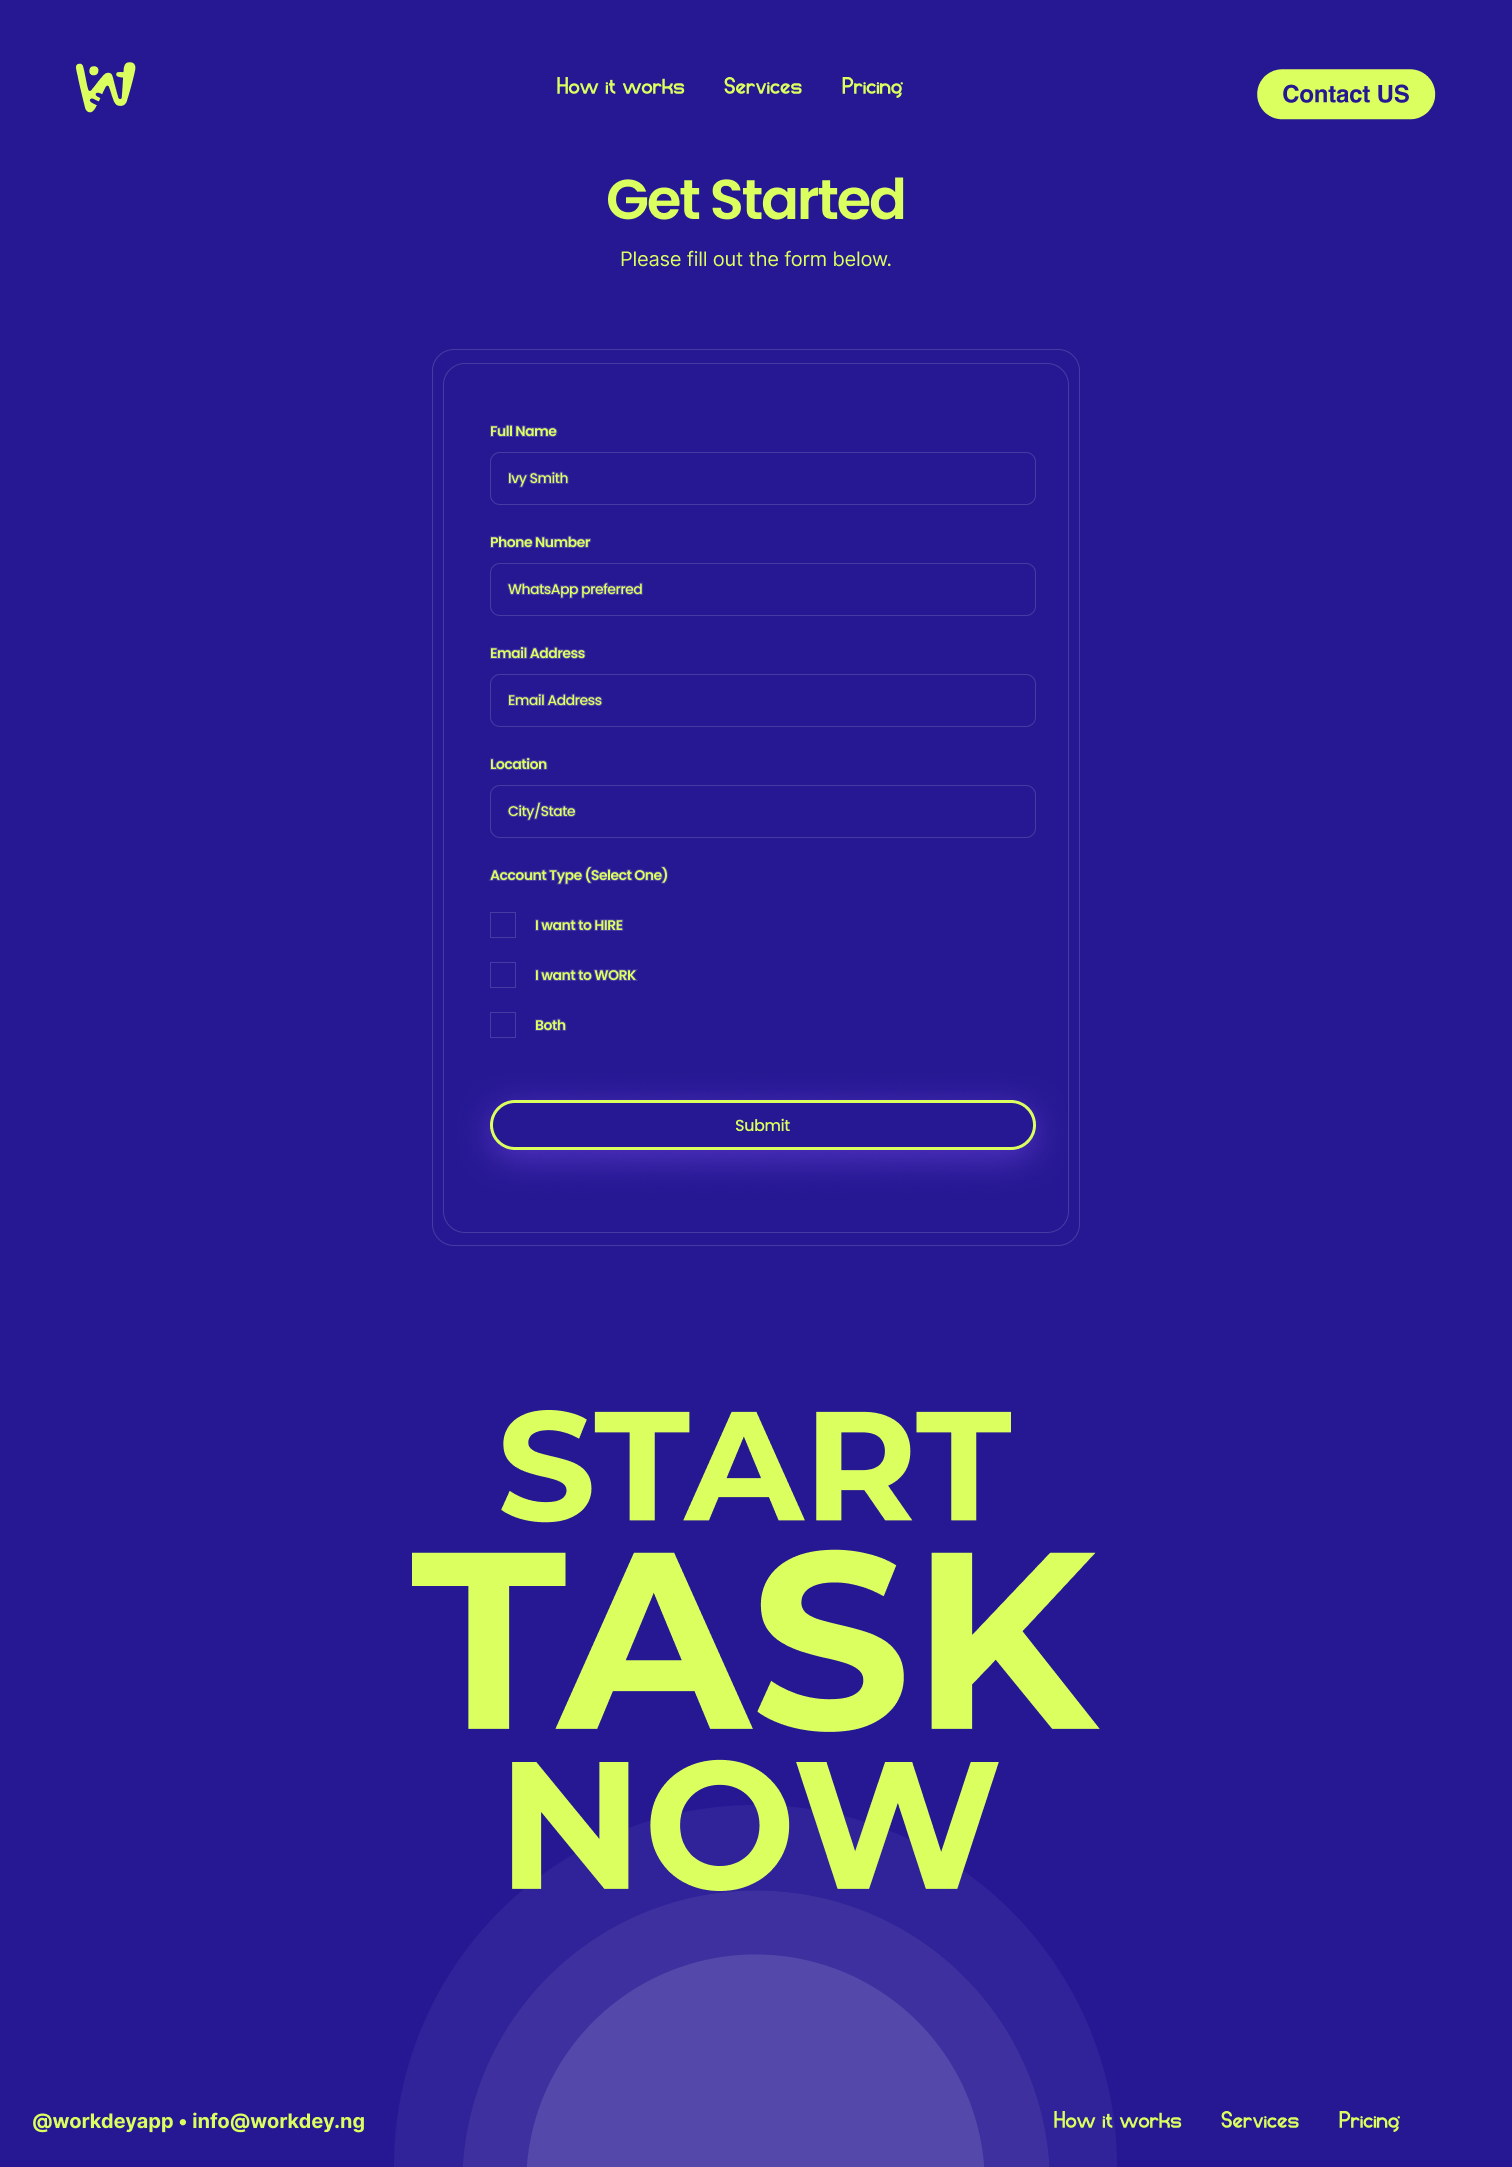 How it works Services Pricing Contact US
Get Started
Please fill out the form below.
Full Name
Ivy Smith
Phone Number
WhatsApp preferred
Email Address
Email Address
Location
City/State
Account Type (Select One)
I want to HIRE
I want to WORK
Both
Submit
START
TASK
NOW
@workdeyapp • info@workdey.ng How it works Services Pricing